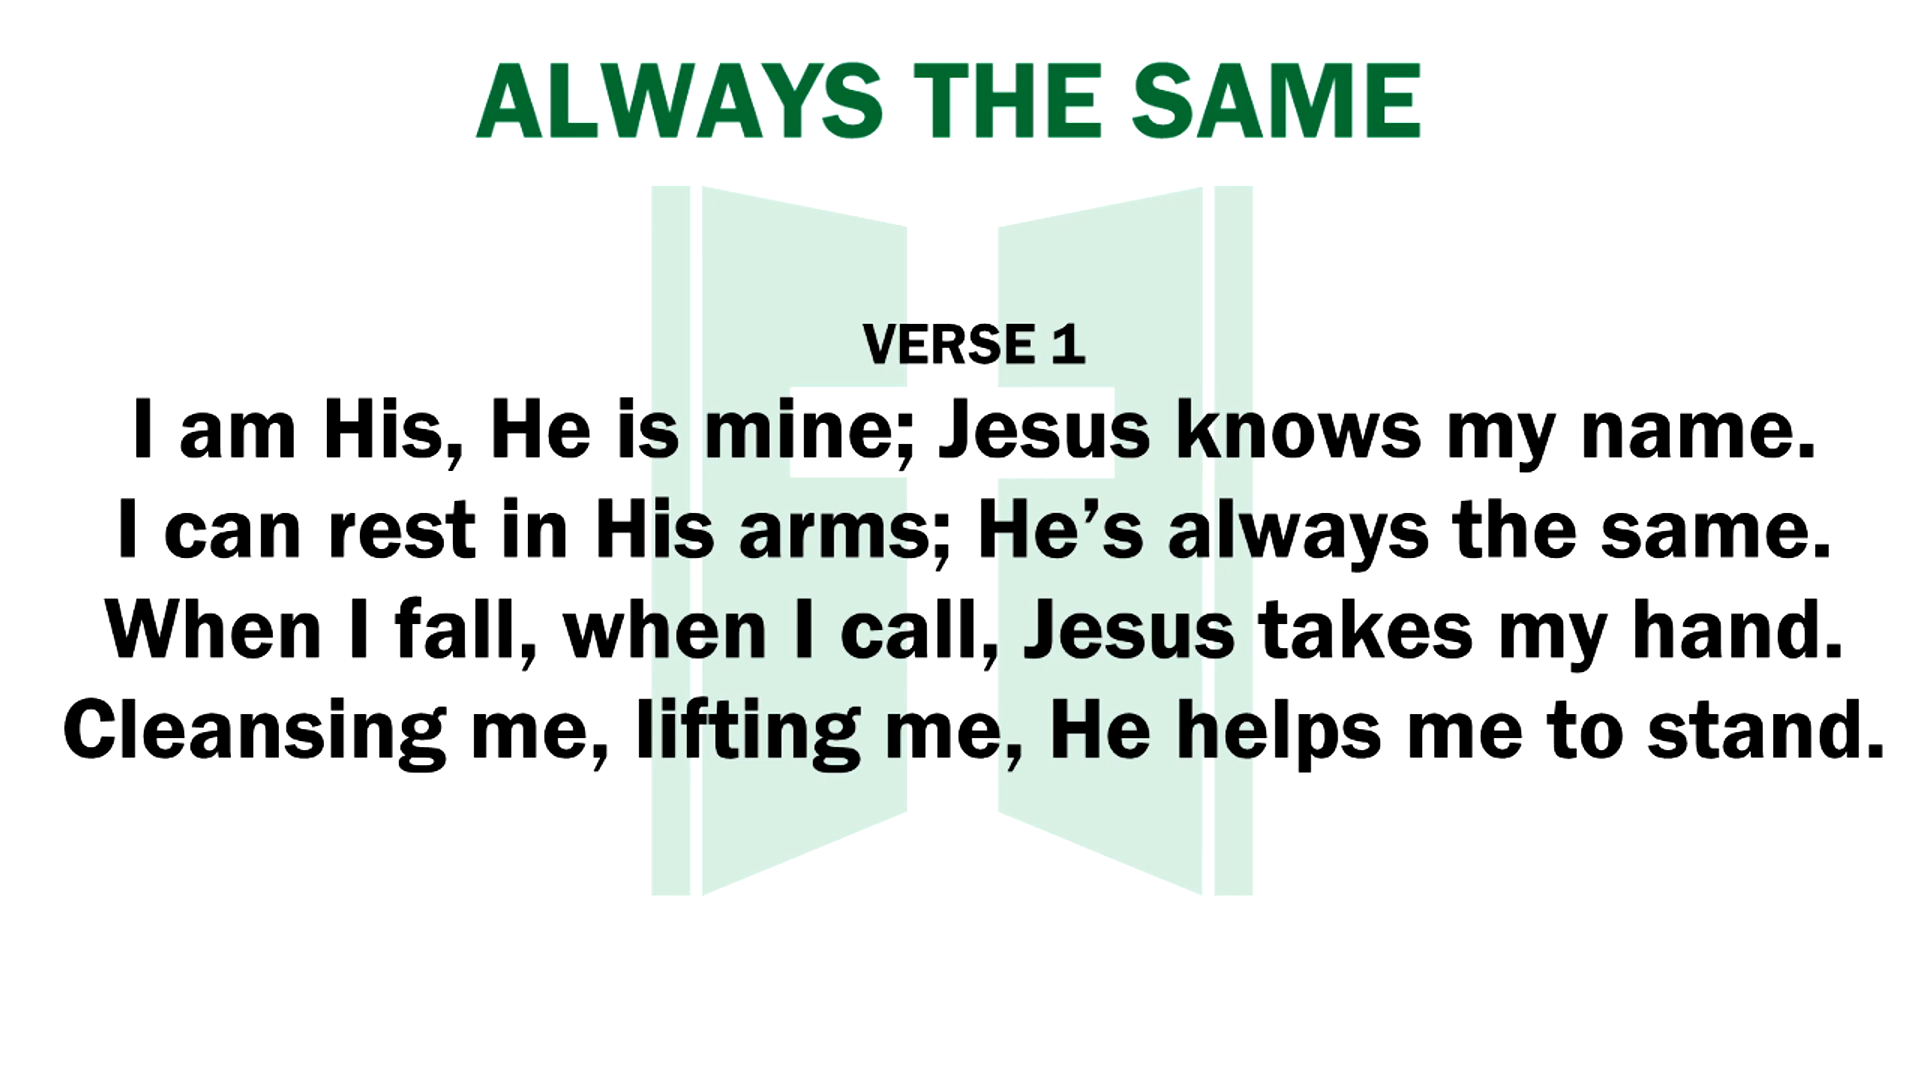 ALWAYS THE SAME
VERSE 1
I am His, He is mine; Jesus knows my name.
I can rest in His arms; He’s always the same.
When I fall, when I call, Jesus takes my hand.
Cleansing me, lifting me, He helps me to stand.